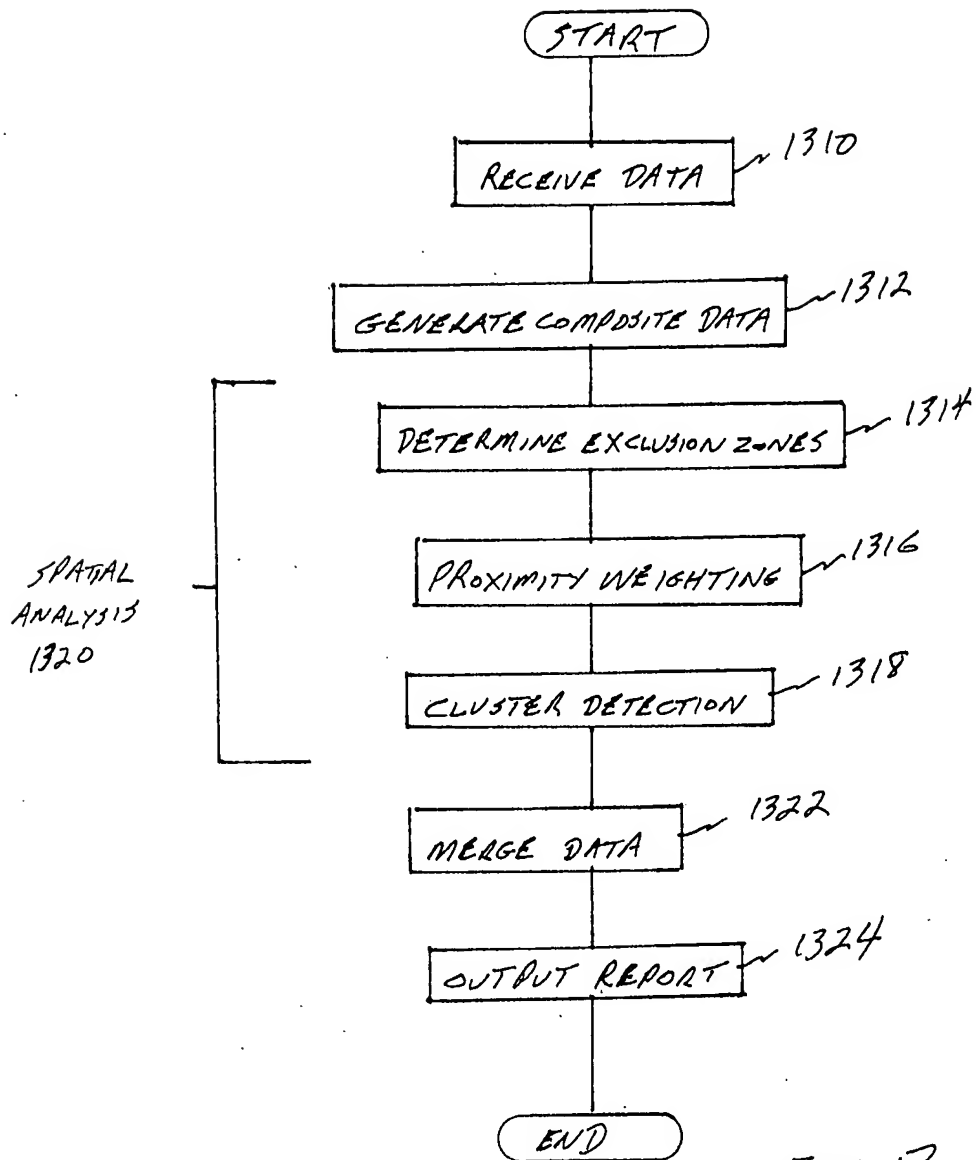 START
RECEIVE DATA
1310
GENERATE COMPOSITE DATA
1312
DETERMINE EXCLUSION ZONES
1314
PROXIMITY WEIGHTING
1316
SPATIAL
ANALYSIS
1320
CLUSTER DETECTION
1318
MERGE DATA
1322
OUTPUT REPORT
1324
END